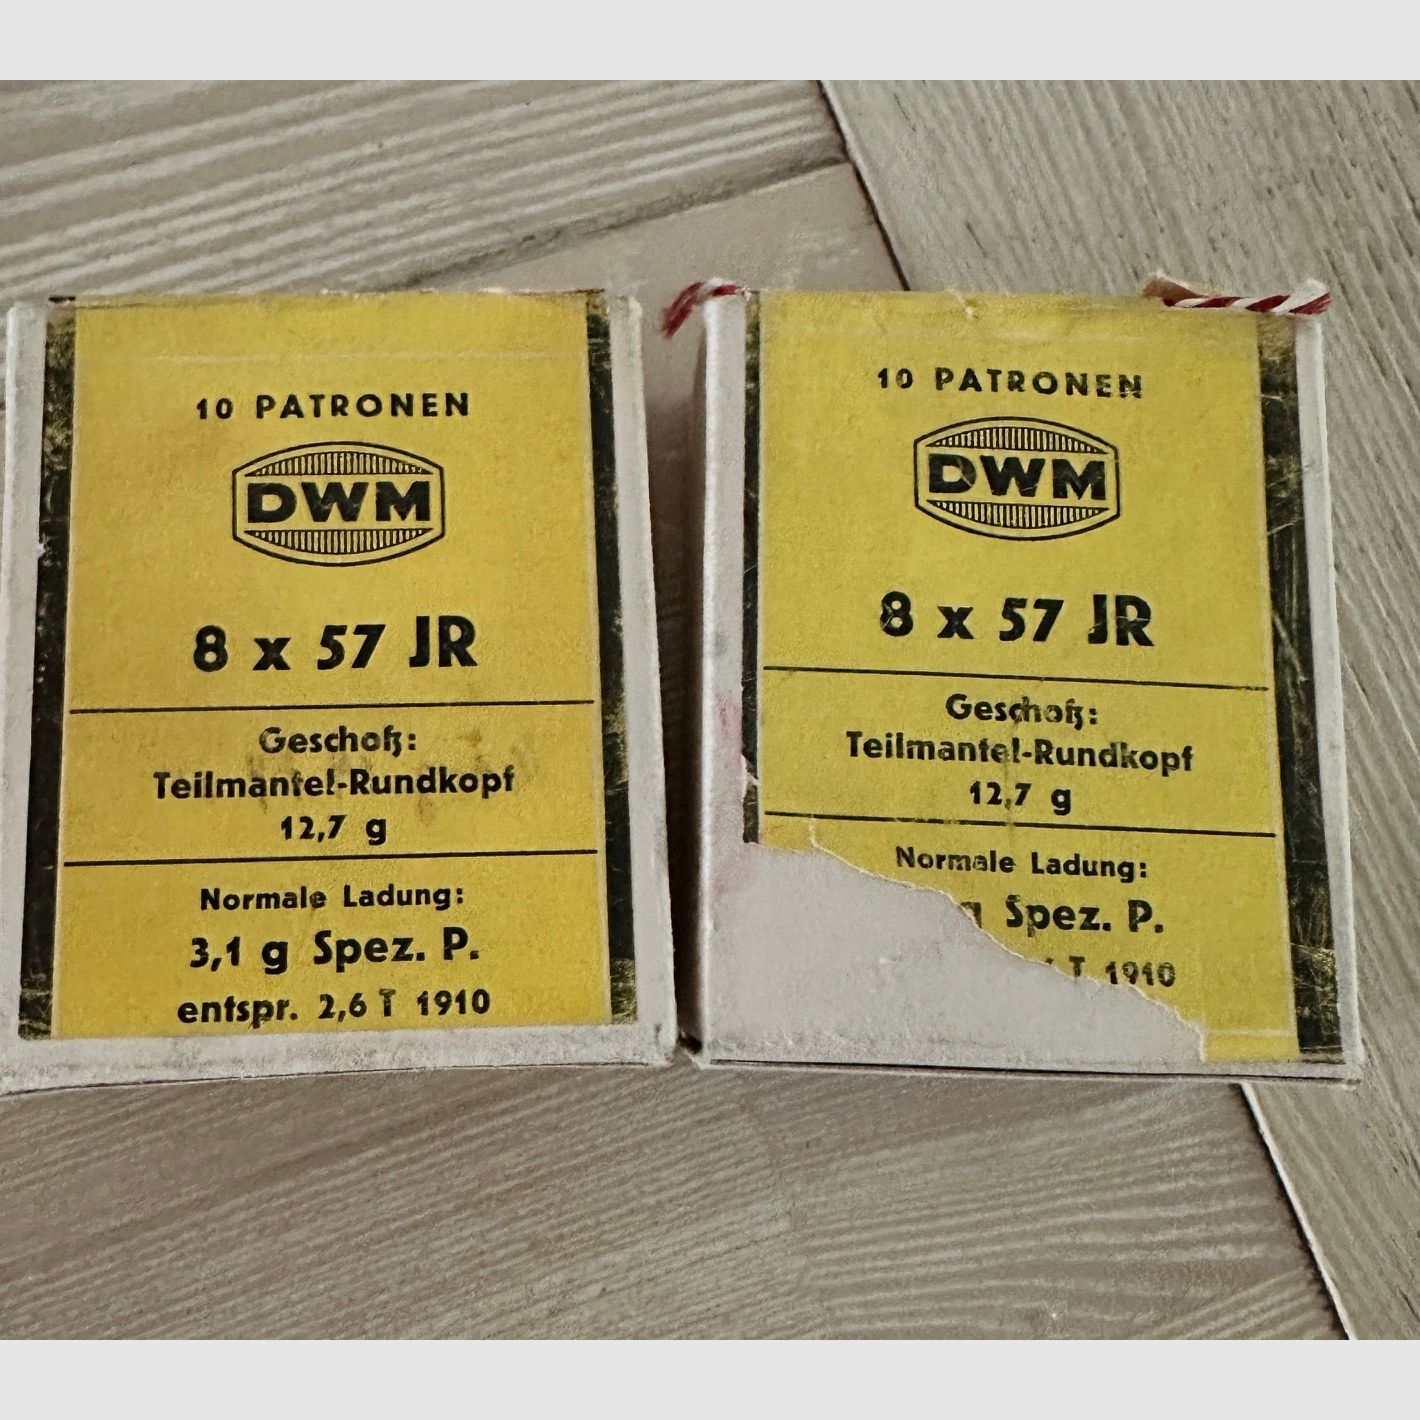 10 PATRONEN
DWM
8 x 57 JR
Geschoß:
Teilmantel-Rundkopf
12,7 g
Normale Ladung:
3,1 g Spez. P.
entspr. 2,6 T 1910
10 PATRONEN
DWM
8 x 57 JR
Geschoß:
Teilmantel-Rundkopf
12,7 g
Normale Ladung:
g Spez. P.
T 1910